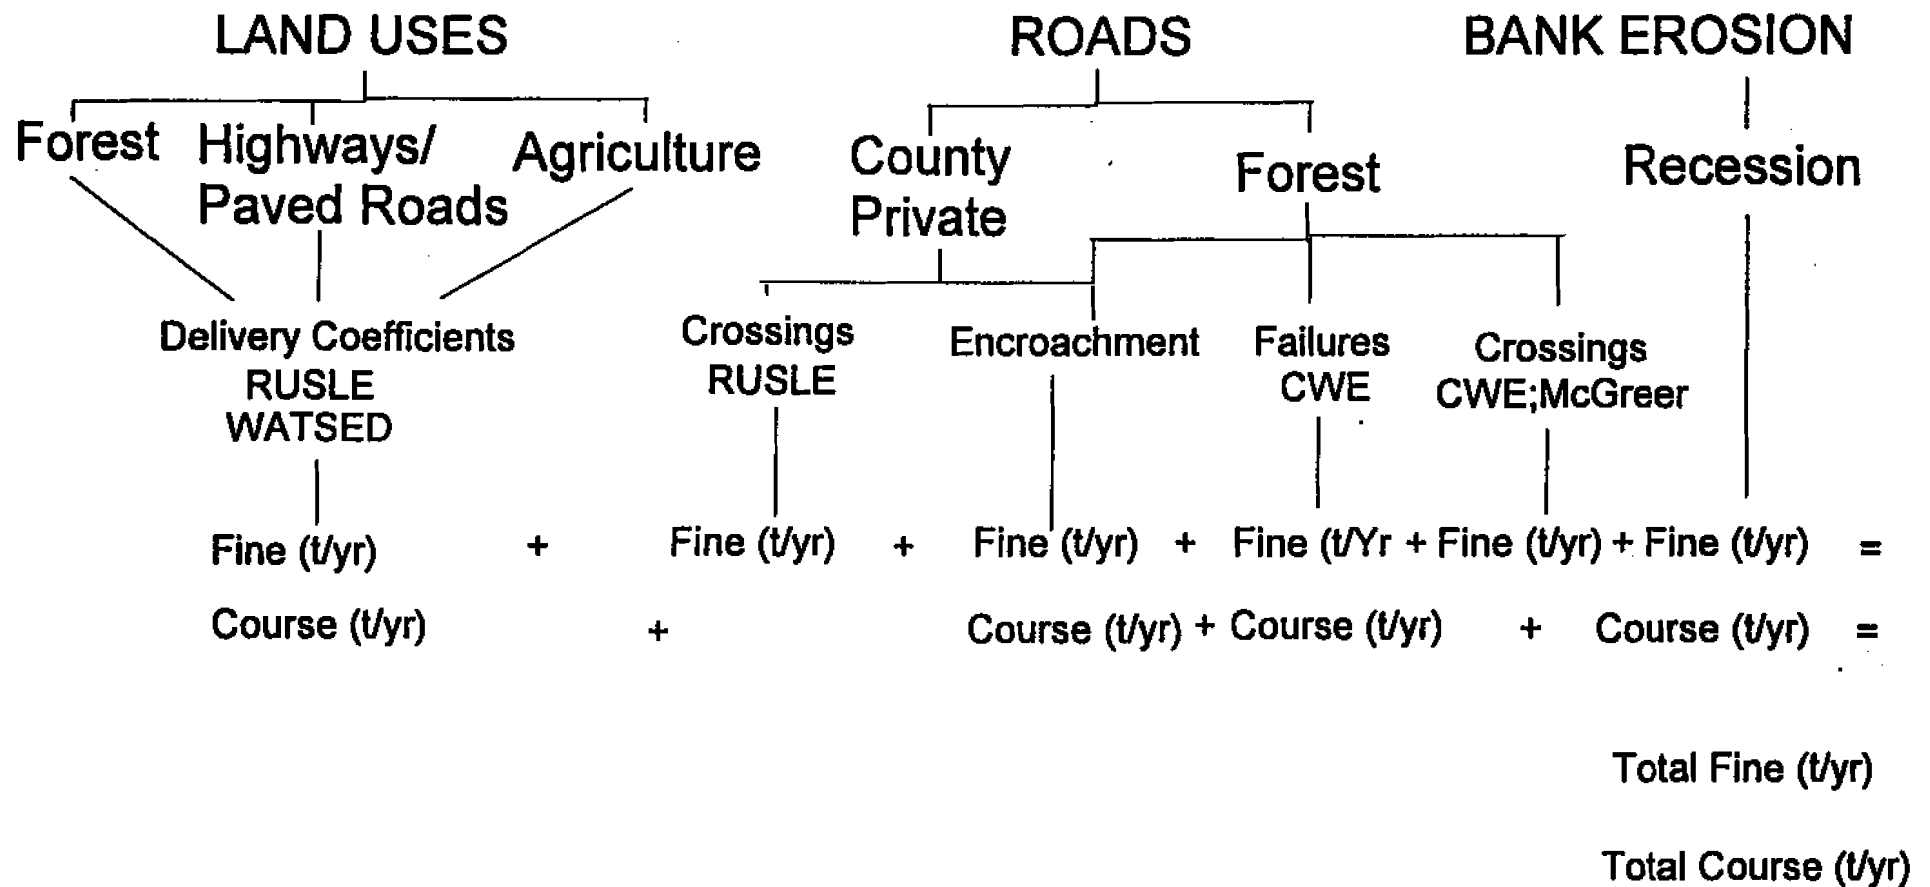 LAND USES
ROADS
BANK EROSION
Forest
Highways/
Paved Roads
Agriculture
County
Private
Forest
Recession
Delivery Coefficients
RUSLE
WATSED
Crossings
RUSLE
Encroachment
Failures
CWE
Crossings
CWE;McGreer
Fine (t/yr) + Fine (t/yr) + Fine (t/yr) + Fine (t/Yr + Fine (t/yr) + Fine (t/yr) =
Course (t/yr) + Course (t/yr) + Course (t/yr) + Course (t/yr) =
Total Fine (t/yr)
Total Course (t/yr)